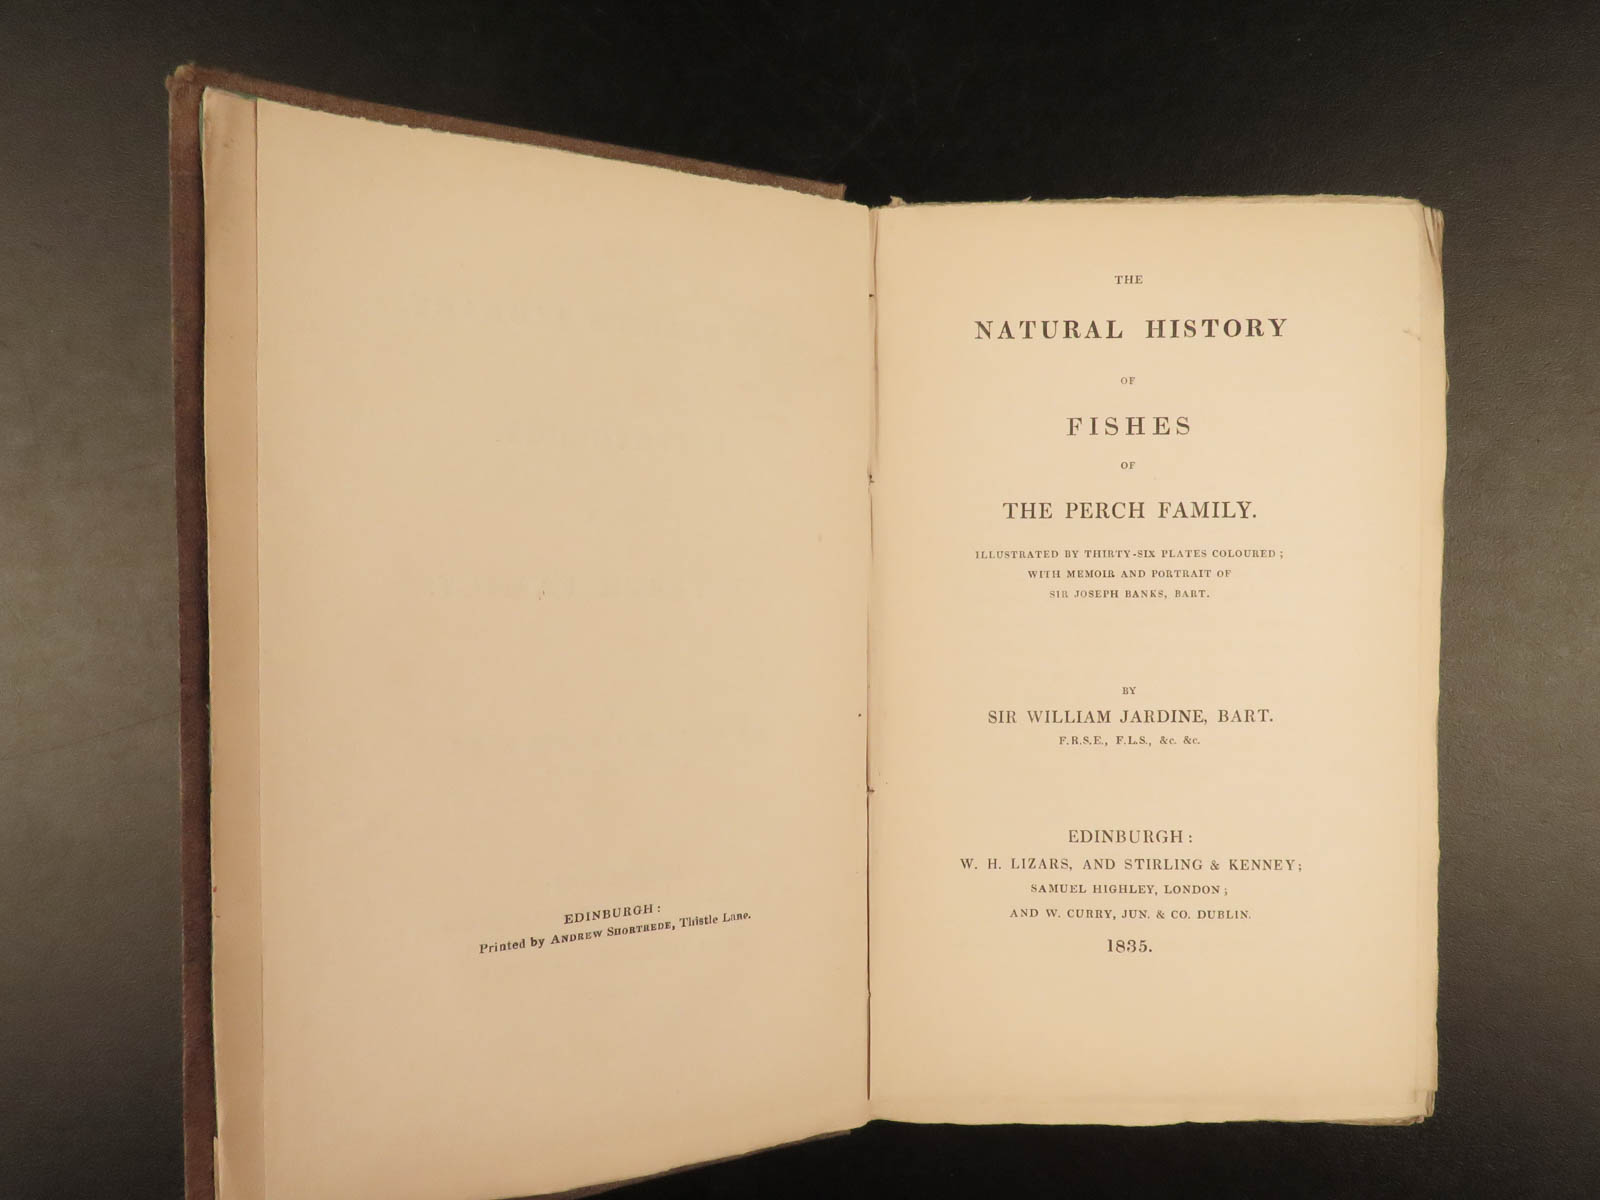 EDINBURGH:
Printed by ANDREW SHORTREDE, Thistle Lane.
THE
NATURAL HISTORY
OF
FISHES
OF
THE PERCH FAMILY.
ILLUSTRATED BY THIRTY-SIX PLATES COLOURED;
WITH MEMOIR AND PORTRAIT OF
SIR JOSEPH BANKS, BART.
BY
SIR WILLIAM JARDINE, BART.
F.R.S.E., F.L.S., &c. &c.
EDINBURGH:
W. H. LIZARS, AND STIRLING & KENNEY;
SAMUEL HIGHLEY, LONDON;
AND W. CURRY, JUN. & CO. DUBLIN.
1835.